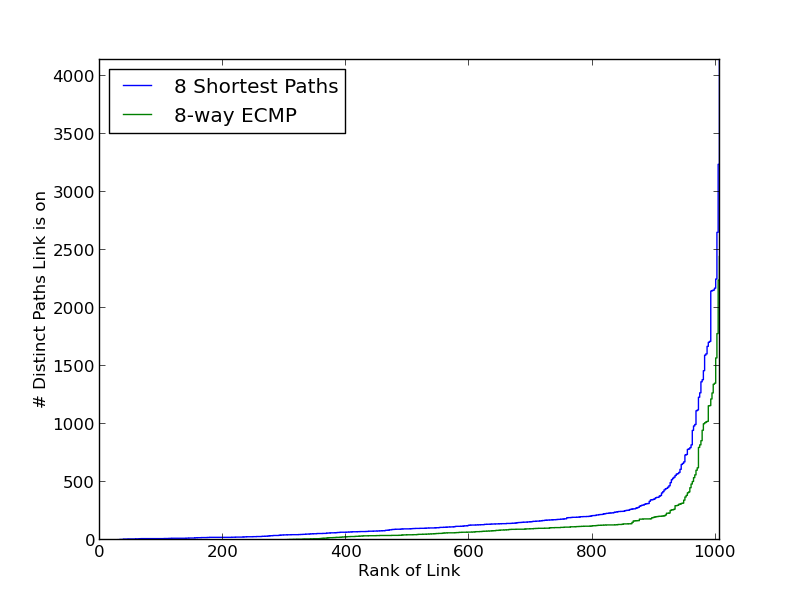 8 Shortest Paths
8-way ECMP
4000
3500
3000
2500
2000
1500
1000
500
0
# Distinct Paths Link is on
0 200 400 600 800 1000
Rank of Link